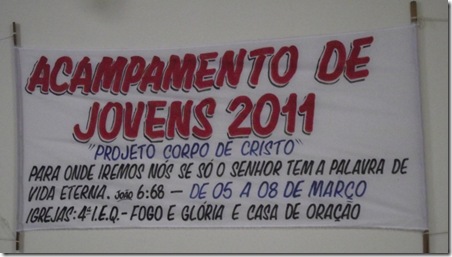 ACAMPAMENTO DE
JOVENS 2011
"PROJETO CORPO DE CRISTO"
PARA ONDE IREMOS NÓS SE SÓ O SENHOR TEM A PALAVRA DE
VIDA ETERNA. JOÃO 6:68 — DE 05 A 08 DE MARÇO
IGREJAS: 4ª I.E.Q. - FOGO E GLÓRIA E CASA DE ORAÇÃO